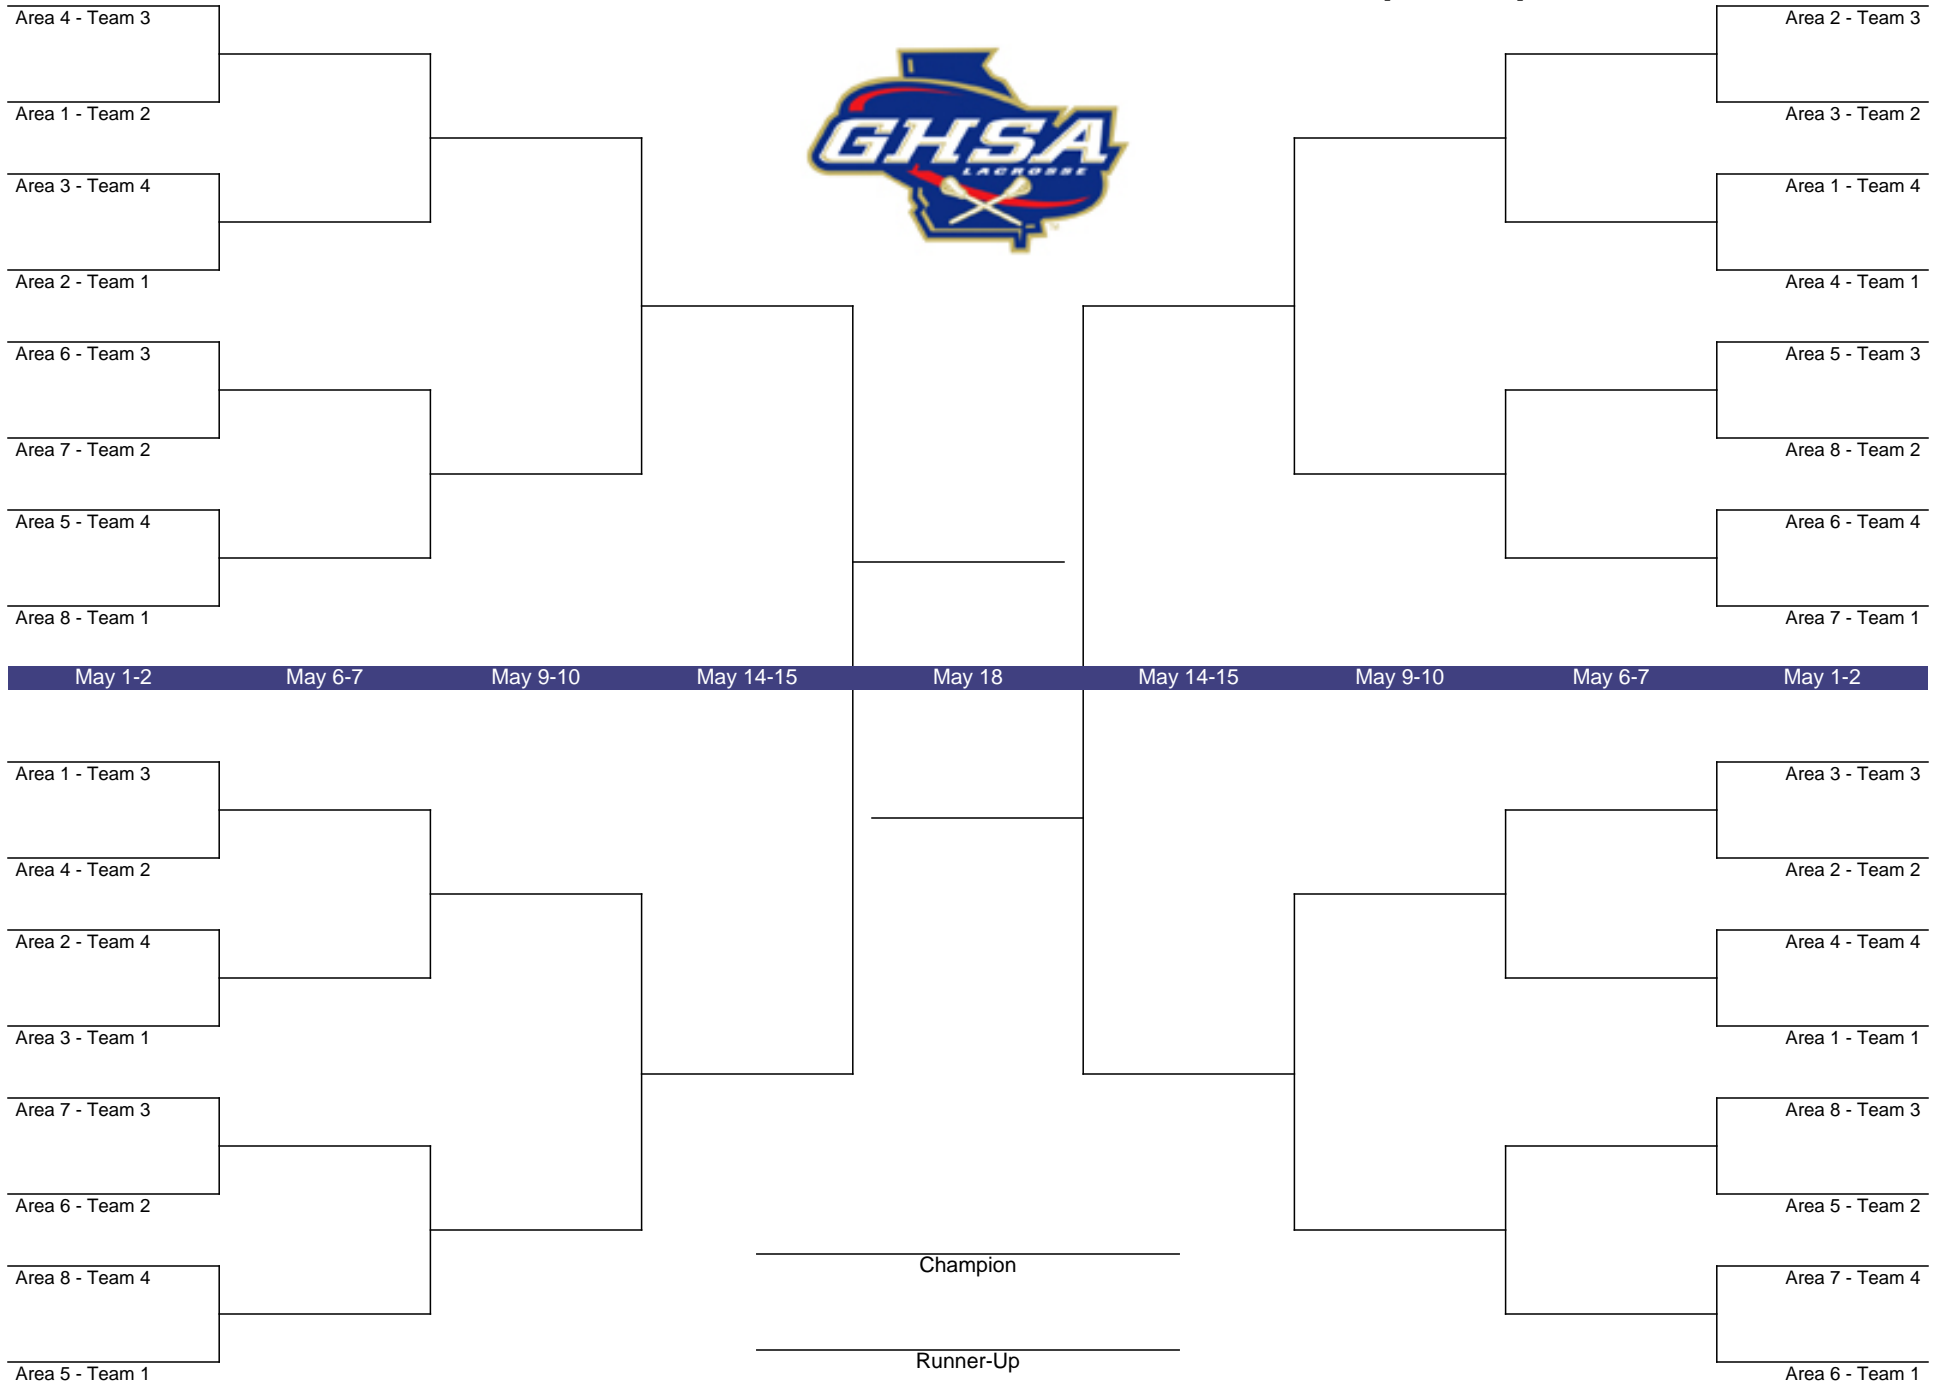 Area 4 - Team 3
Area 1 - Team 2
Area 3 - Team 4
Area 2 - Team 1
Area 6 - Team 3
Area 7 - Team 2
Area 5 - Team 4
Area 8 - Team 1
GHSA
LACROSSE
Area 2 - Team 3
Area 3 - Team 2
Area 1 - Team 4
Area 4 - Team 1
Area 5 - Team 3
Area 8 - Team 2
Area 6 - Team 4
Area 7 - Team 1
May 1-2 May 6-7 May 9-10 May 14-15 May 18 May 14-15 May 9-10 May 6-7 May 1-2
Area 1 - Team 3
Area 4 - Team 2
Area 2 - Team 4
Area 3 - Team 1
Area 7 - Team 3
Area 6 - Team 2
Area 8 - Team 4
Area 5 - Team 1
Champion
Runner-Up
Area 3 - Team 3
Area 2 - Team 2
Area 4 - Team 4
Area 1 - Team 1
Area 8 - Team 3
Area 5 - Team 2
Area 7 - Team 4
Area 6 - Team 1